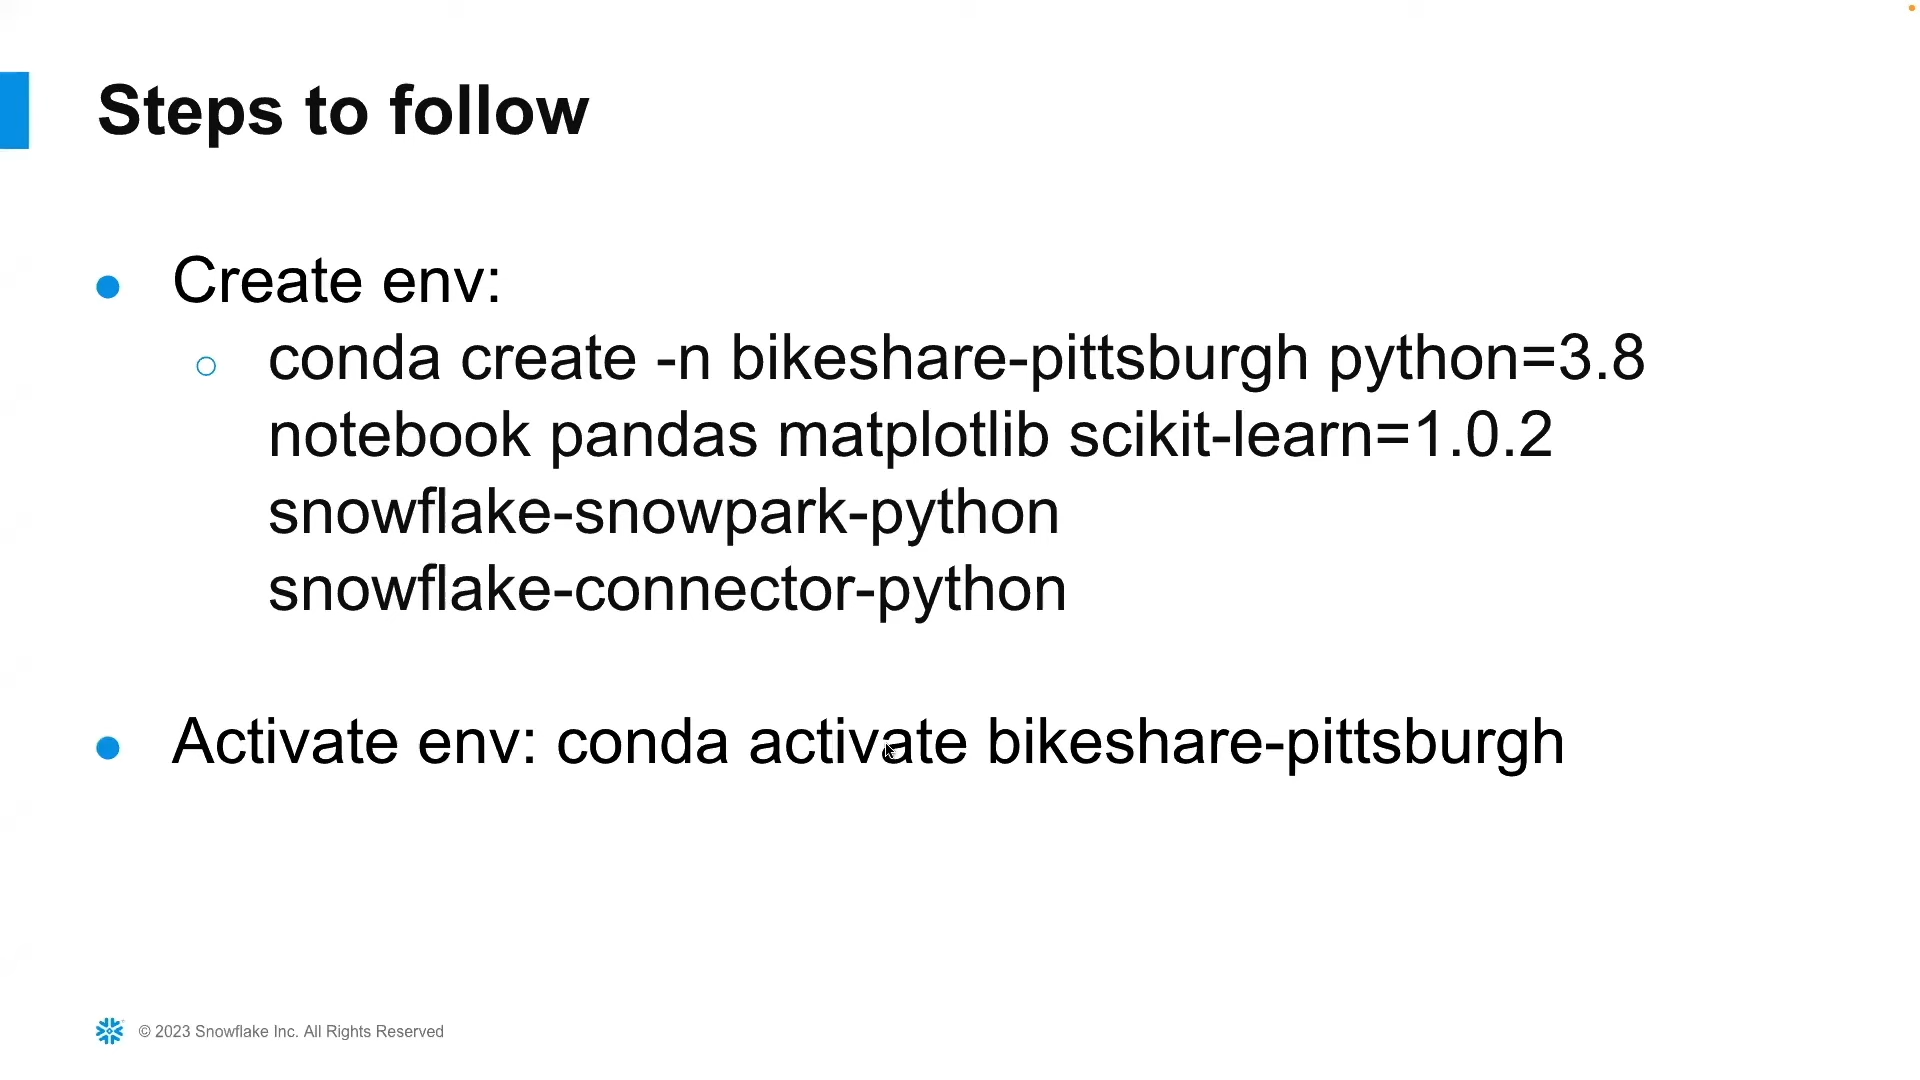 Steps to follow
Create env:
conda create -n bikeshare-pittsburgh python=3.8
notebook pandas matplotlib scikit-learn=1.0.2
snowflake-snowpark-python
snowflake-connector-python
Activate env: conda activate bikeshare-pittsburgh
© 2023 Snowflake Inc. All Rights Reserved